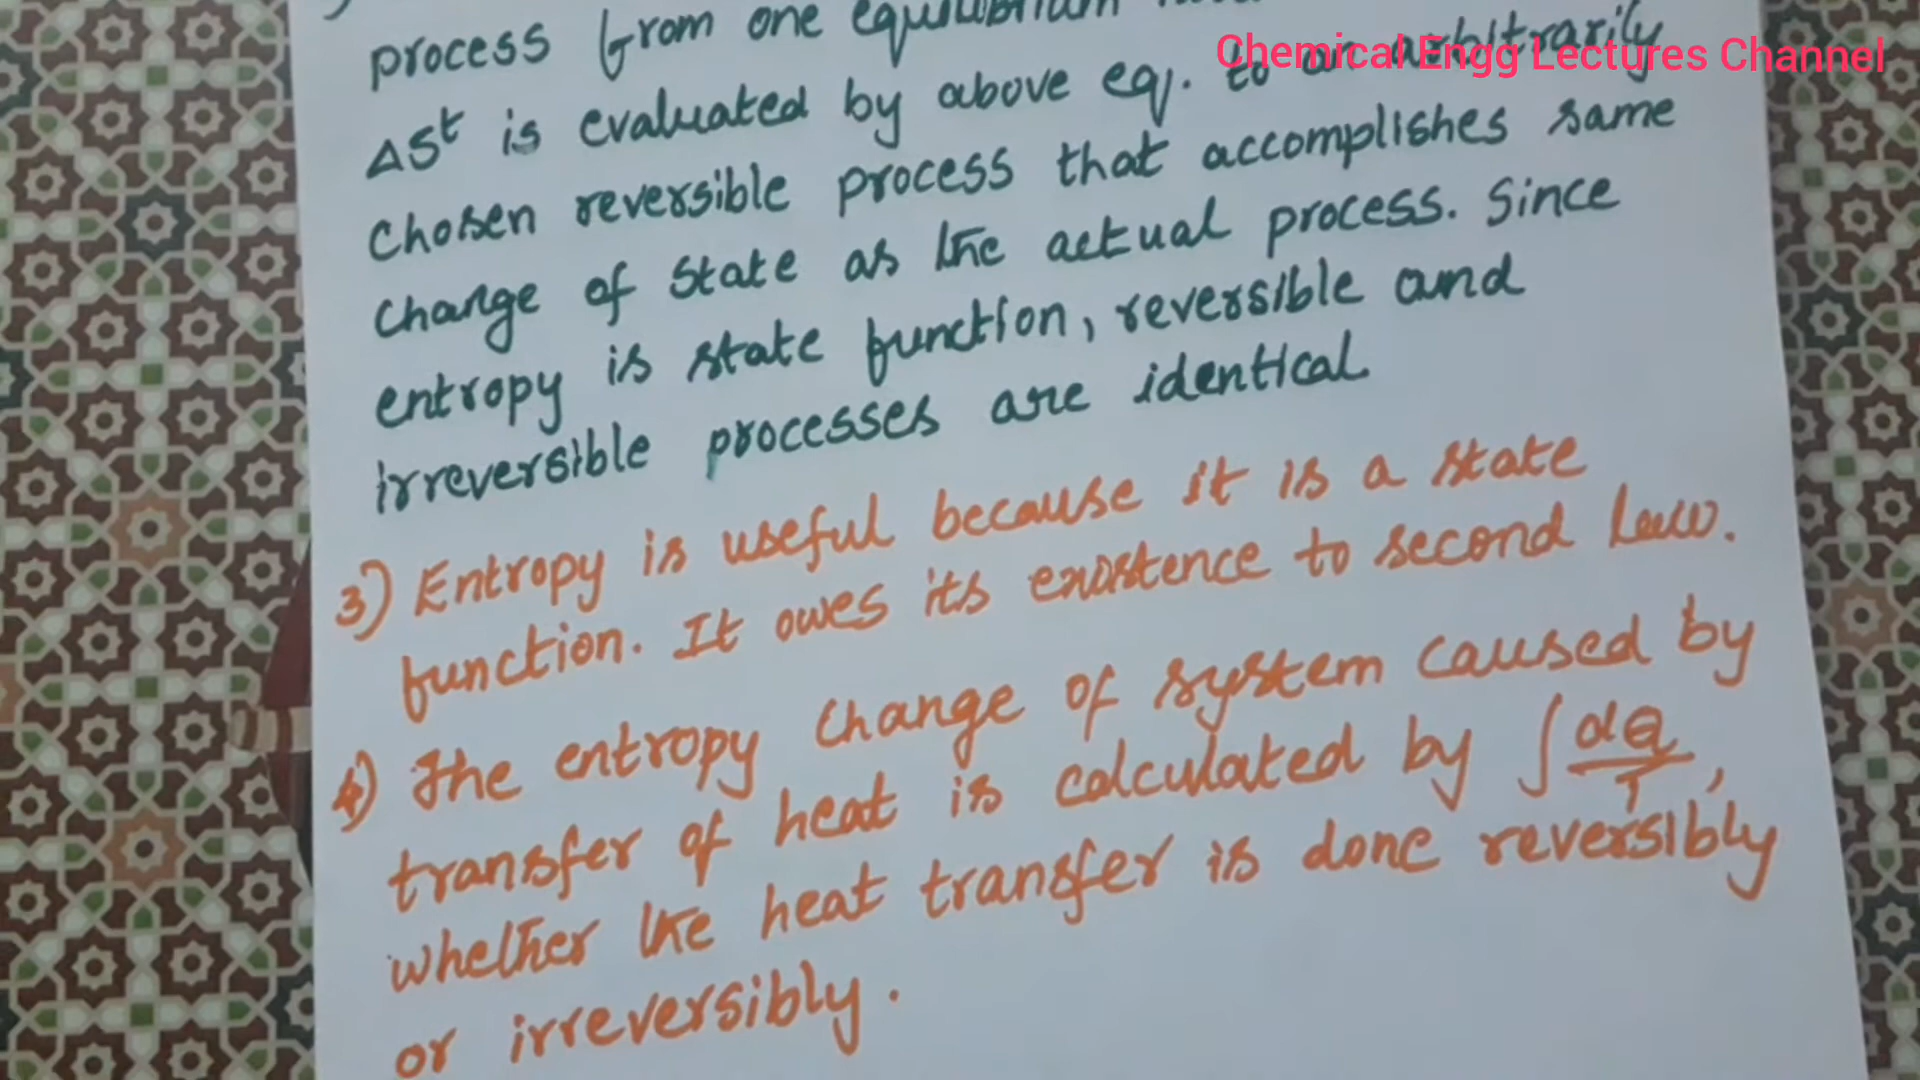 Chemical Engg Lectures Channel
process from one equilibrium
ΔSᵗ is evaluated by above eq. to an arbitrarily
chosen reversible process that accomplishes same
change of state as the actual process. Since
entropy is state function, reversible and
irreversible processes are identical
3) Entropy is useful because it is a state
function. It owes its existence to second law.
4) The entropy change of system caused by
transfer of heat is calculated by ∫ dQ/T,
whether the heat transfer is done reversibly
or irreversibly.